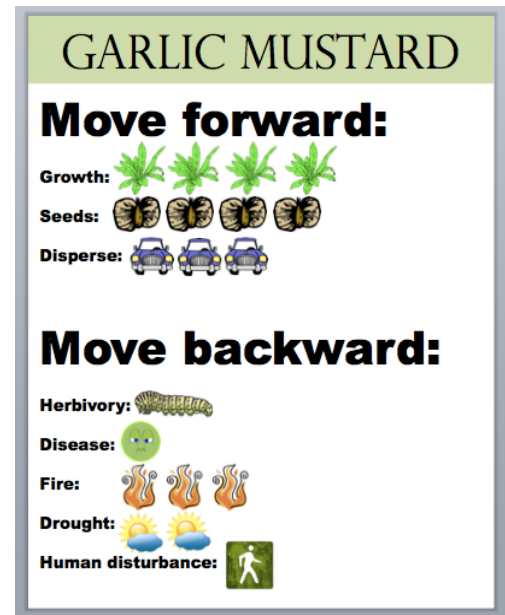 GARLIC MUSTARD
Move forward:
Growth:
Seeds:
Disperse:
Move backward:
Herbivory:
Disease:
Fire:
Drought:
Human disturbance: